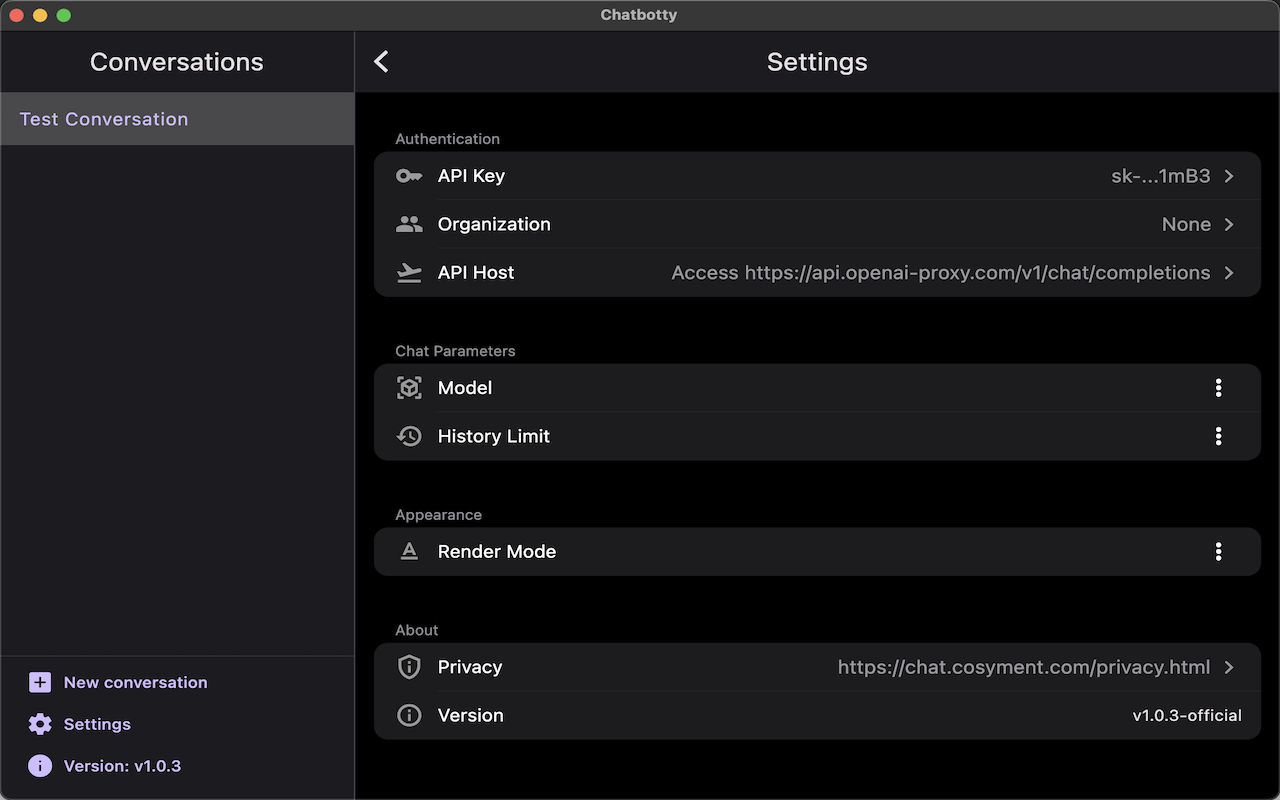 Chatbotty
Conversations
Test Conversation
New conversation
Settings
Version: v1.0.3
Settings
Authentication
API Key sk-...1mB3
Organization None
API Host Access https://api.openai-proxy.com/v1/chat/completions
Chat Parameters
Model
History Limit
Appearance
Render Mode
About
Privacy https://chat.cosyment.com/privacy.html
Version v1.0.3-official